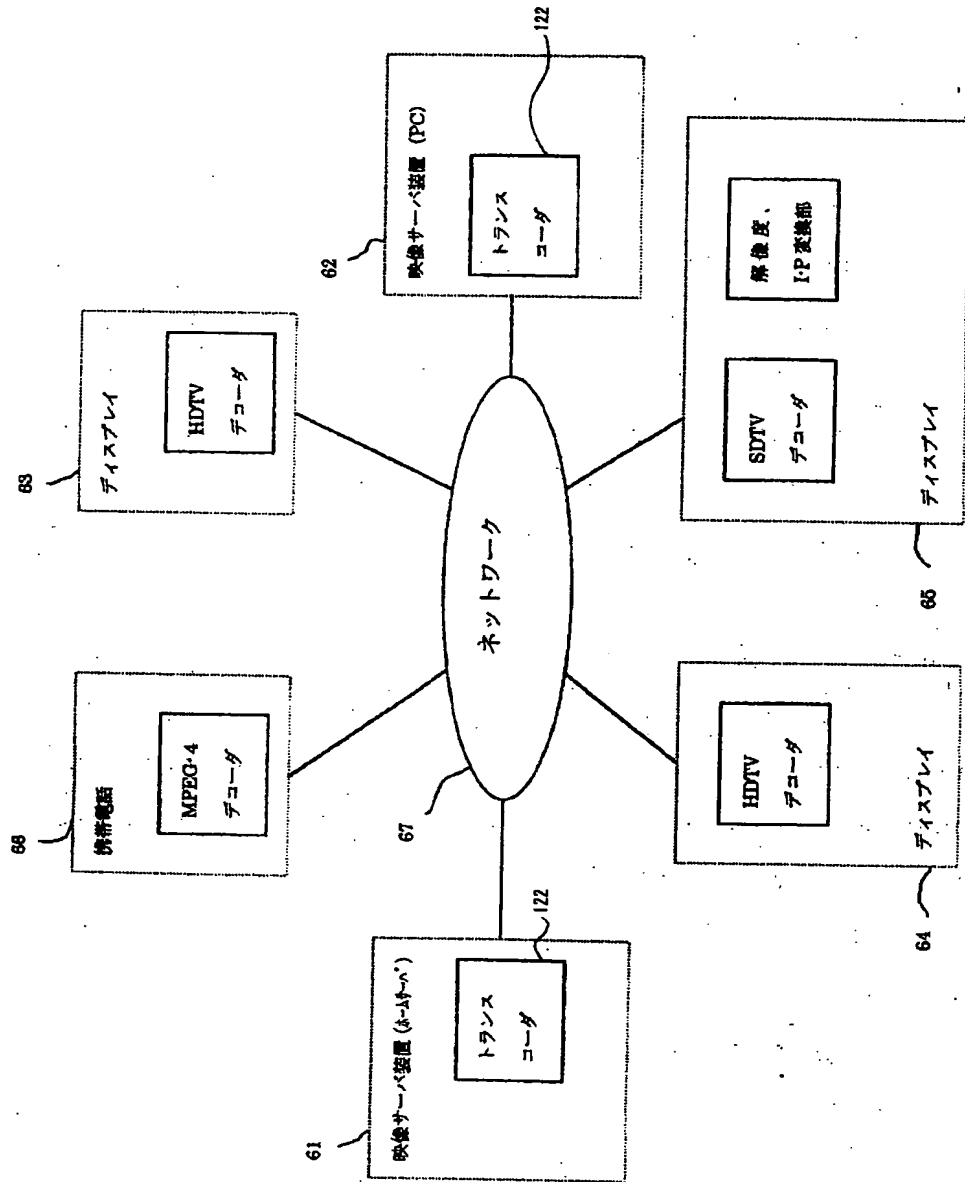 66
携帯電話
MPEG-4
デコーダ
63
ディスプレイ
HDTV
デコーダ
62
映像サーバ装置 (PC)
トランス
コーダ
122
61
映像サーバ装置 (ホームサーバ)
トランス
コーダ
122
67
ネットワーク
HDTV
デコーダ
ディスプレイ
64
SDTV
デコーダ
解像度、
I-P変換部
ディスプレイ
65